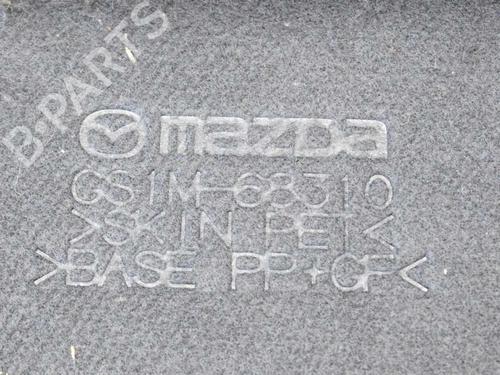 B-PARTS
mazda
GS1M-68310
>SKIN PET<
>BASE PP+GF<